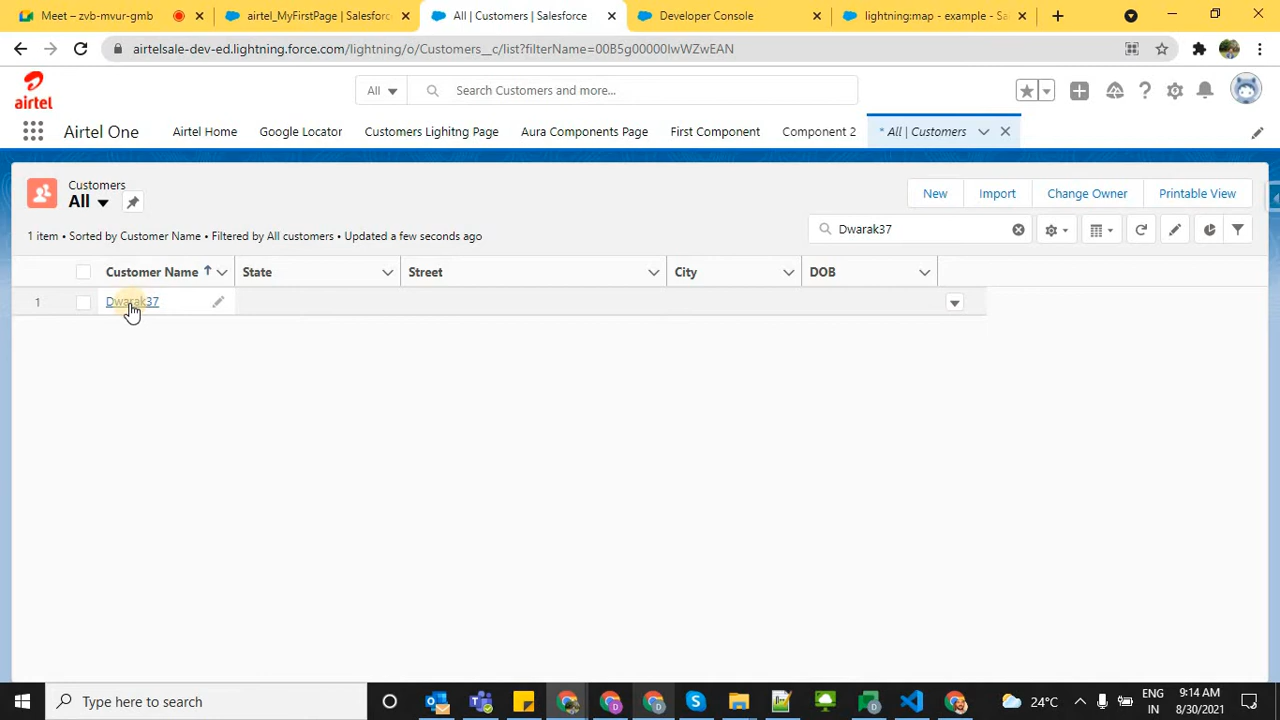 Meet – zvb-mvur-gmb
airtel_MyFirstPage | Salesforc
All | Customers | Salesforce
Developer Console
lightning:map - example - Sa
airtelsale-dev-ed.lightning.force.com/lightning/o/Customers__c/list?filterName=00B5g00000IwWZwEAN
airtel
All
Search Customers and more...
Airtel One
Airtel Home
Google Locator
Customers Lighitng Page
Aura Components Page
First Component
Component 2
* All | Customers
Customers
All
New
Import
Change Owner
Printable View
1 item • Sorted by Customer Name • Filtered by All customers • Updated a few seconds ago
Dwarak37
Customer Name
State
Street
City
DOB
1
Dwarak37
Type here to search
24°C
ENG
IN
9:14 AM
8/30/2021